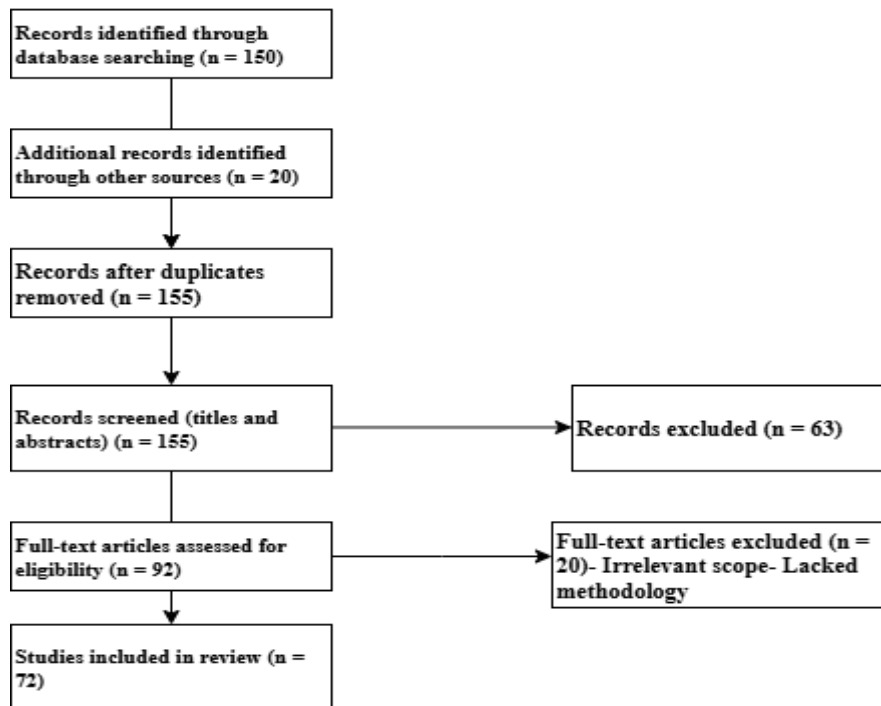 Records identified through
database searching (n = 150)
Additional records identified
through other sources (n = 20)
Records after duplicates
removed (n = 155)
Records screened (titles and
abstracts) (n = 155)
Records excluded (n = 63)
Full-text articles assessed for
eligibility (n = 92)
Full-text articles excluded (n =
20)- Irrelevant scope- Lacked
methodology
Studies included in review (n =
72)